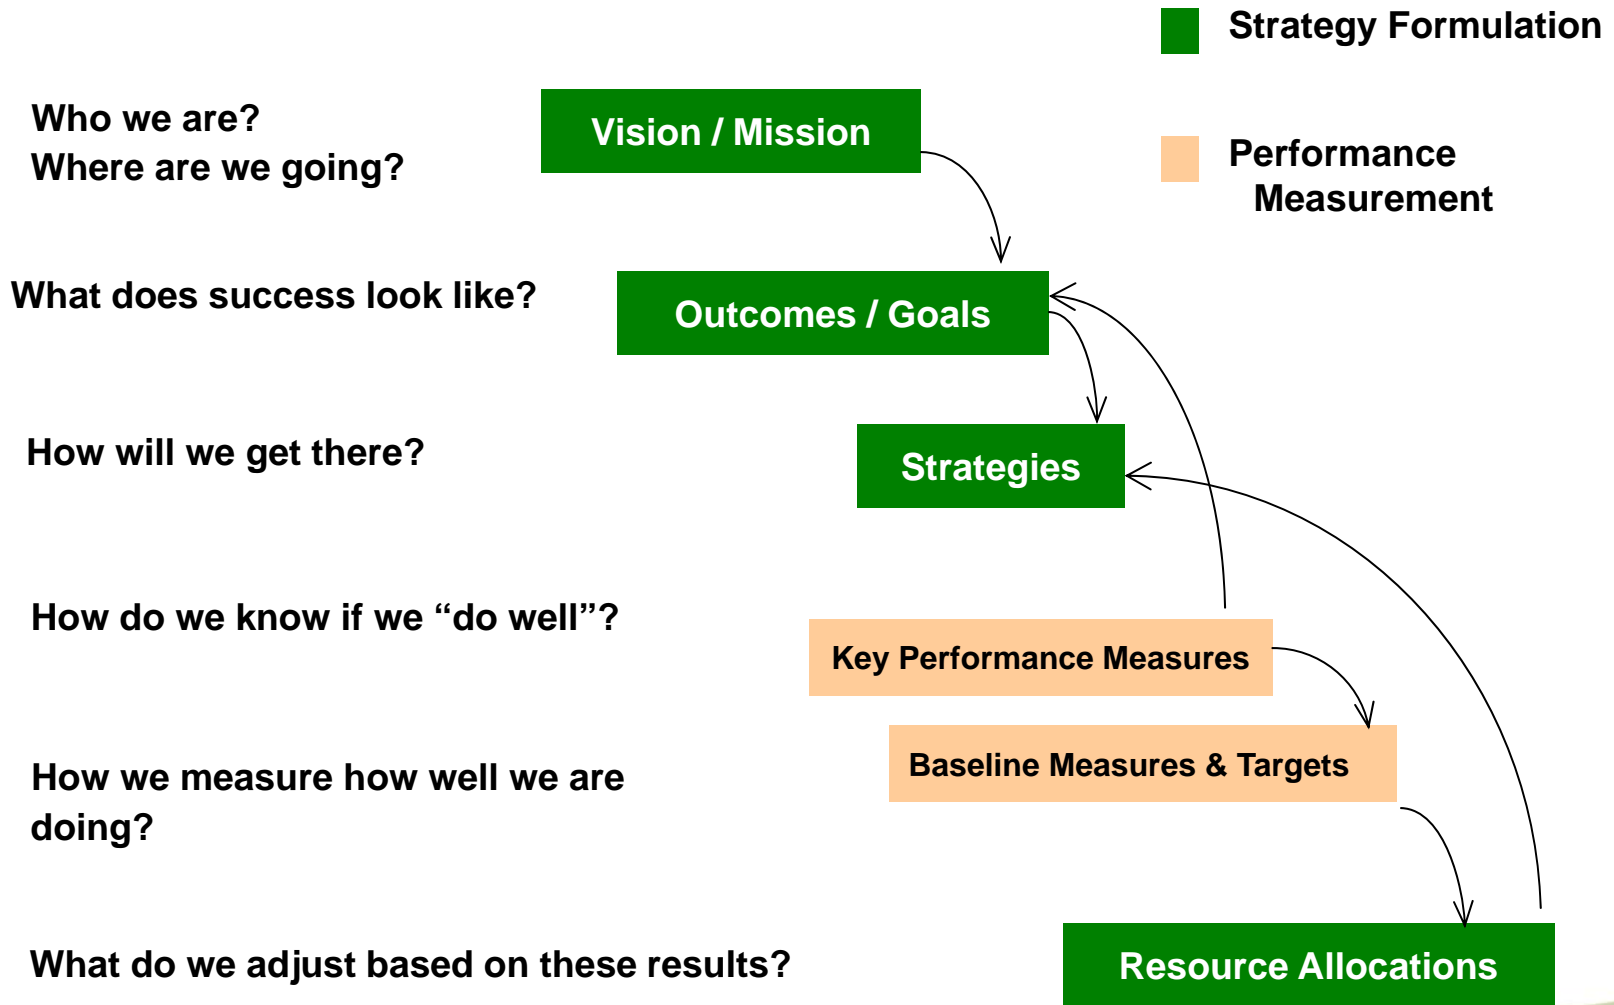 Strategy Formulation
Who we are?
Where are we going?
Vision / Mission
Performance
Measurement
What does success look like?
Outcomes / Goals
How will we get there?
Strategies
How do we know if we “do well”?
Key Performance Measures
How we measure how well we are
doing?
Baseline Measures & Targets
What do we adjust based on these results?
Resource Allocations